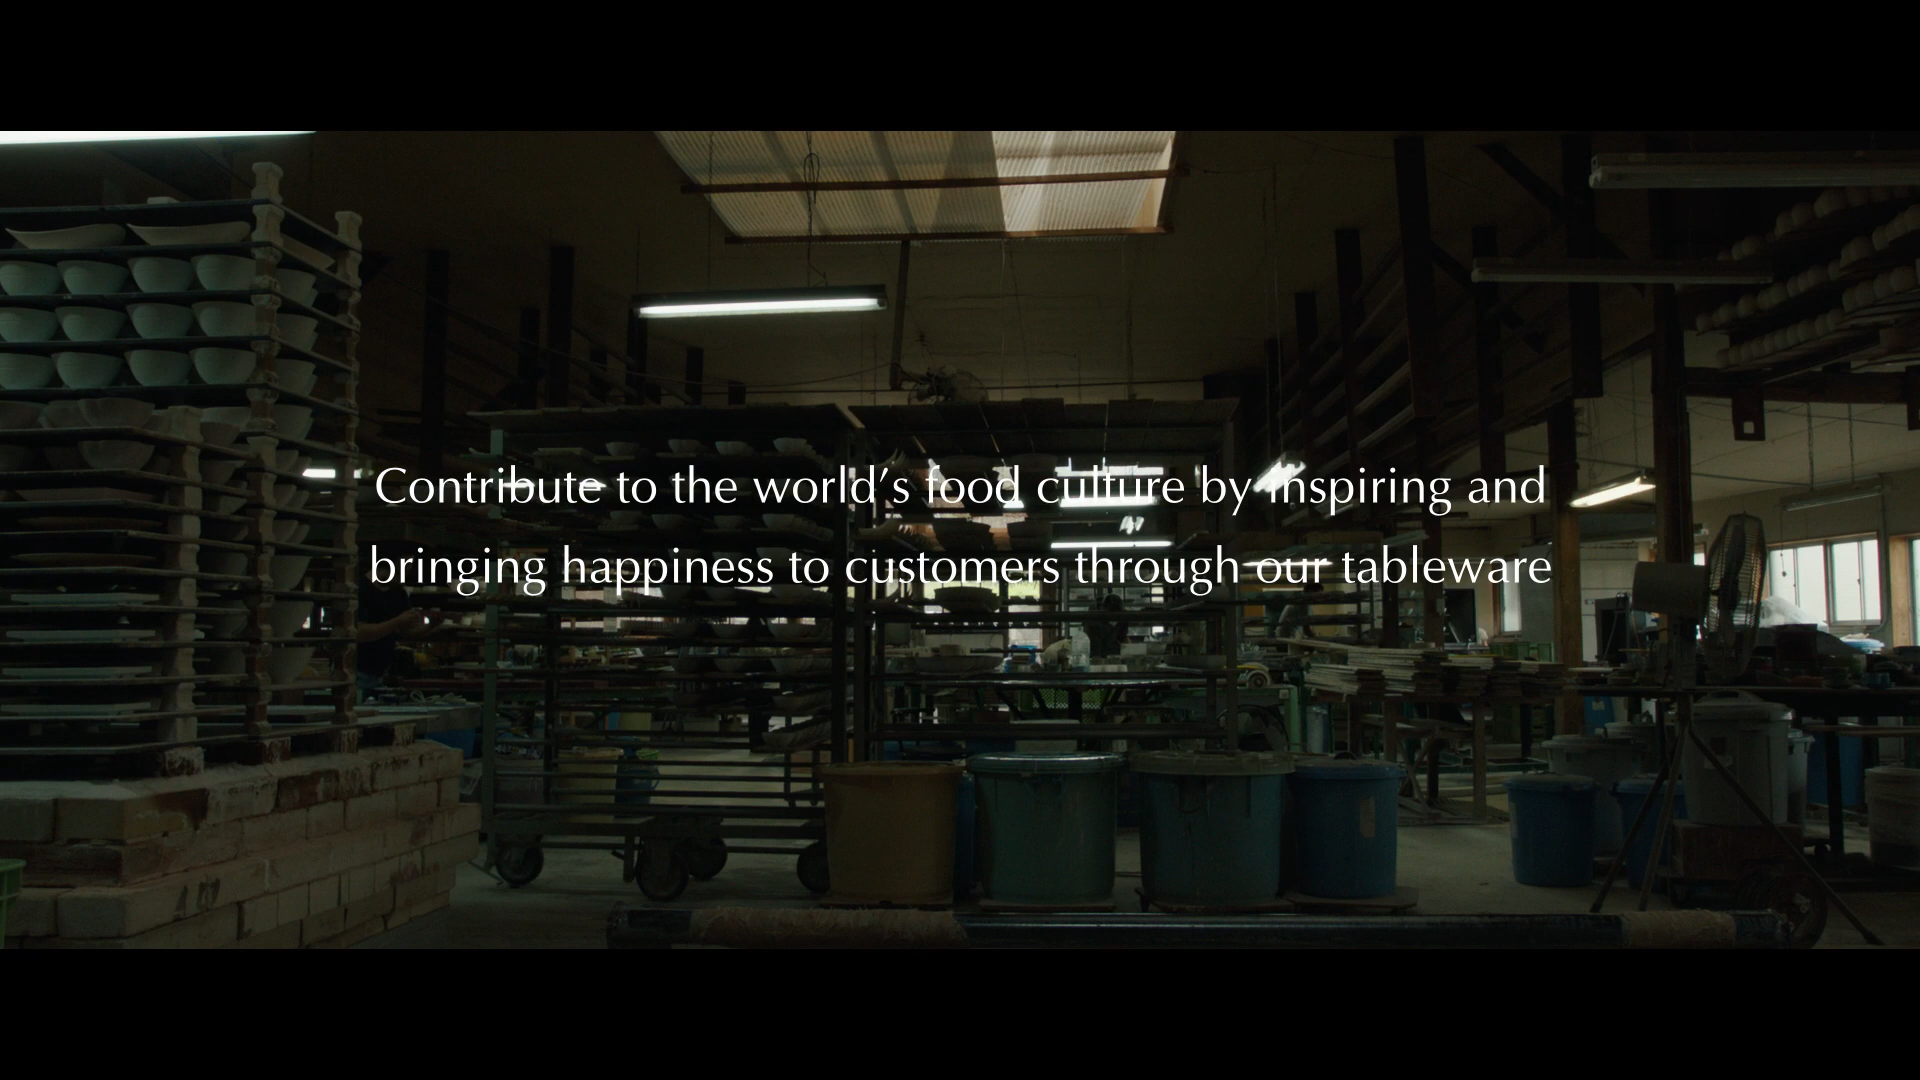 Contribute to the world’s food culture by inspiring and
bringing happiness to customers through our tableware